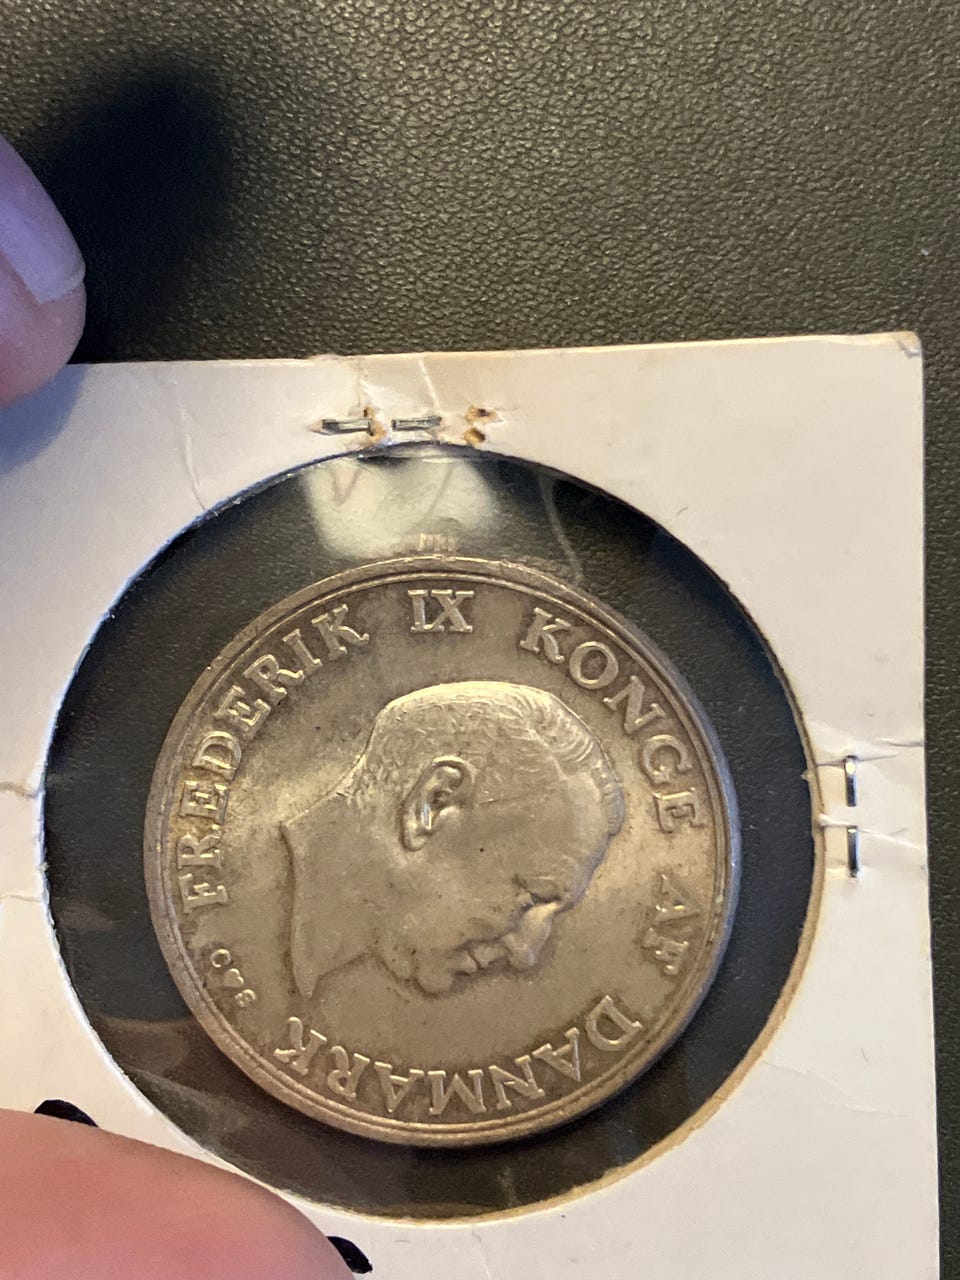 FREDERIK IX KONGE AF DANMARK
C♥S